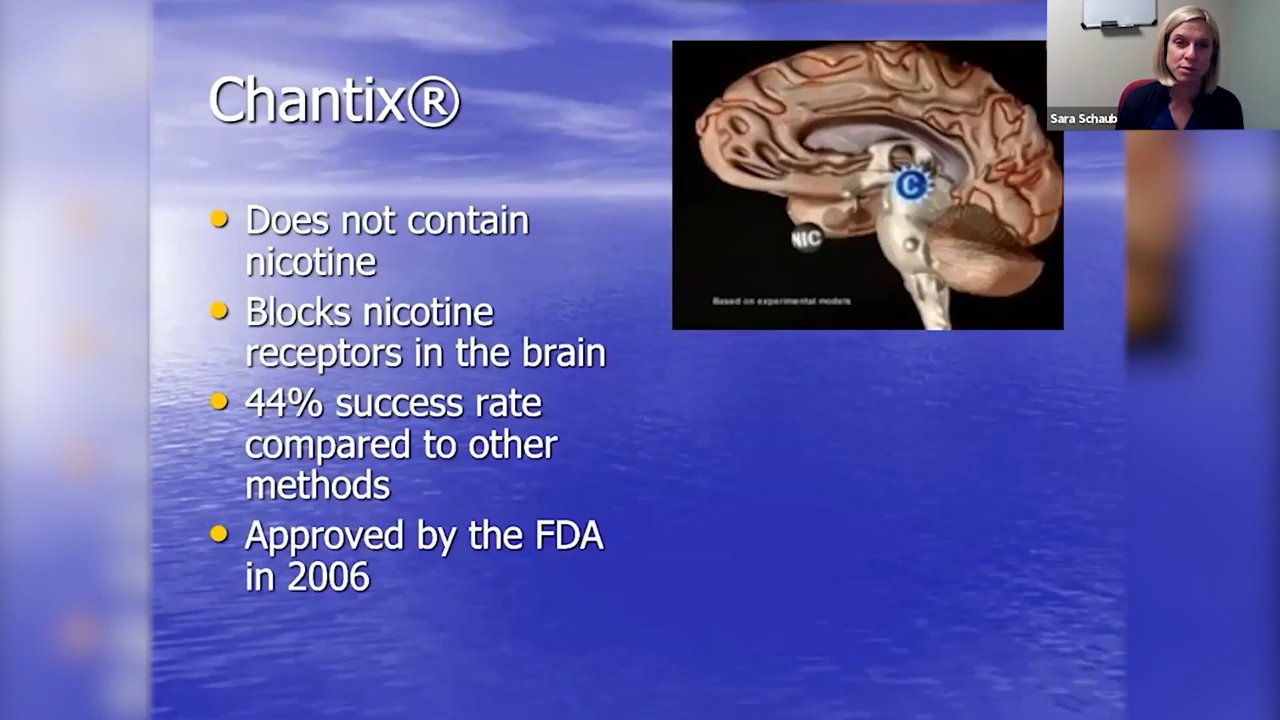 Chantix®
Does not contain
nicotine
Blocks nicotine
receptors in the brain
44% success rate
compared to other
methods
Approved by the FDA
in 2006
C
NIC
Based on experimental models
Sara Schaub